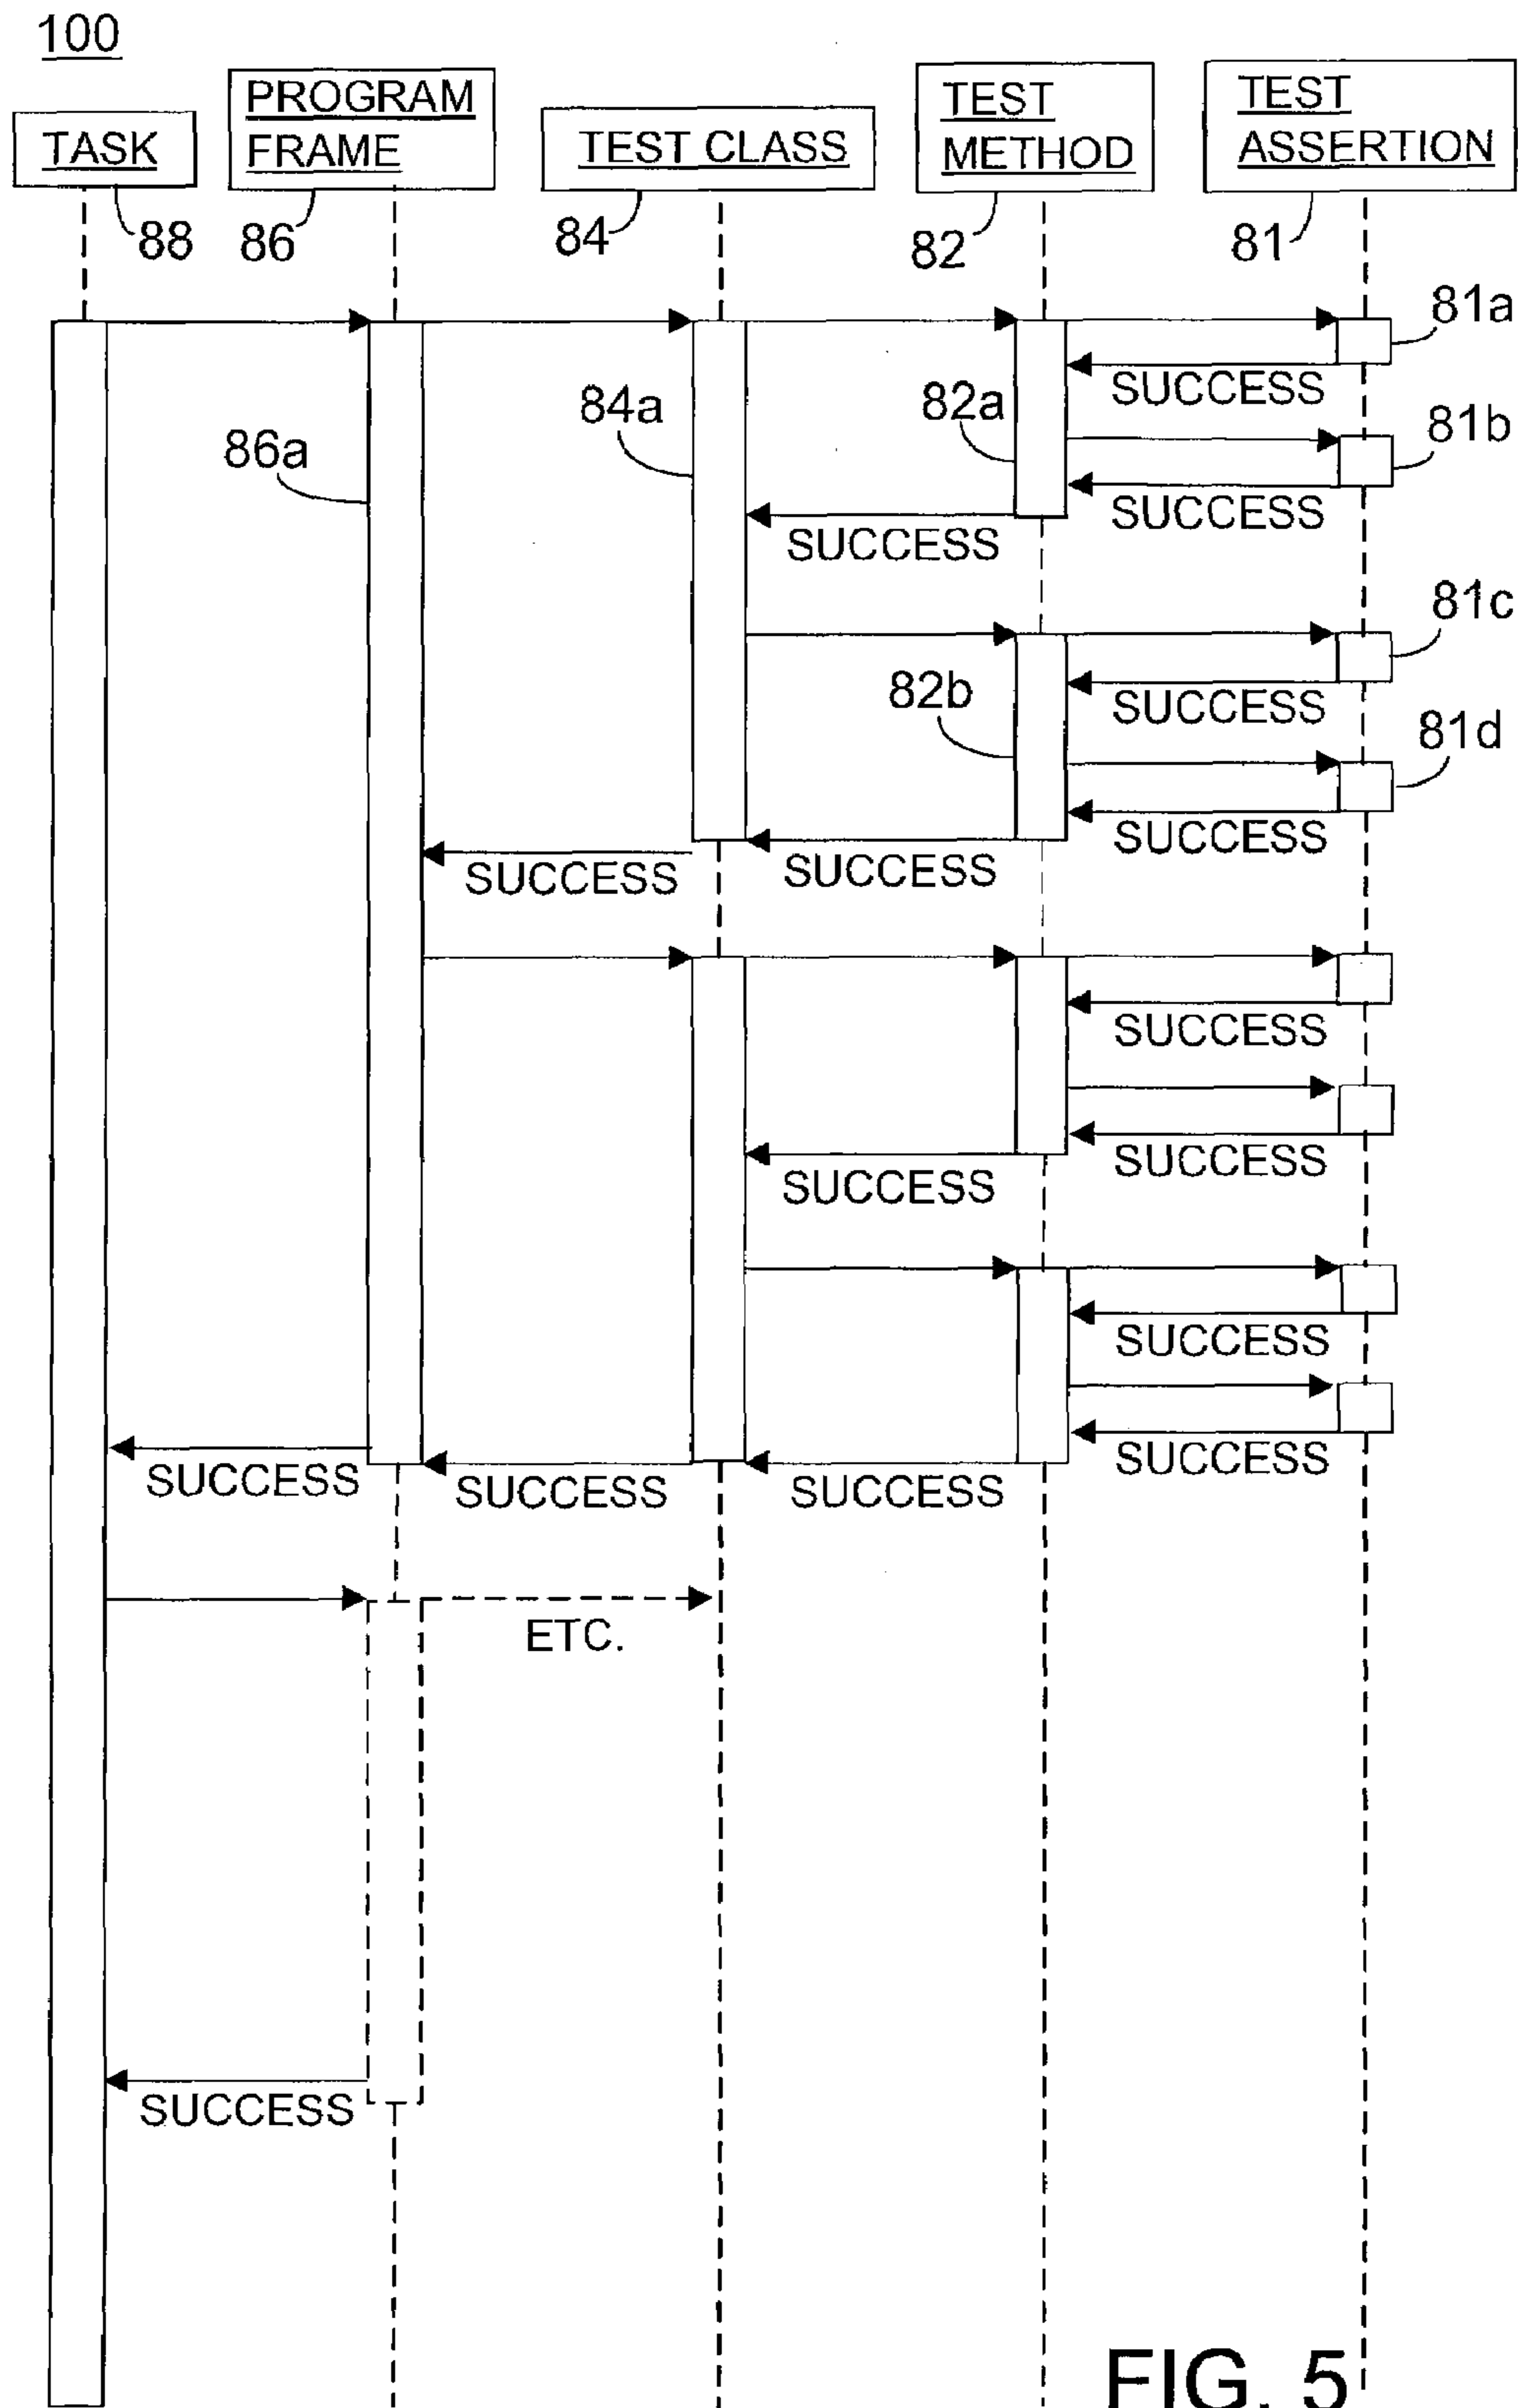 100
PROGRAM
FRAME
TASK
TEST CLASS
TEST
METHOD
TEST
ASSERTION
88
86
84
82
81
81a
SUCCESS
84a
82a
81b
86a
SUCCESS
SUCCESS
81c
82b
SUCCESS
81d
SUCCESS
SUCCESS
SUCCESS
SUCCESS
SUCCESS
SUCCESS
SUCCESS
SUCCESS
SUCCESS
SUCCESS
SUCCESS
ETC.
SUCCESS
FIG. 5